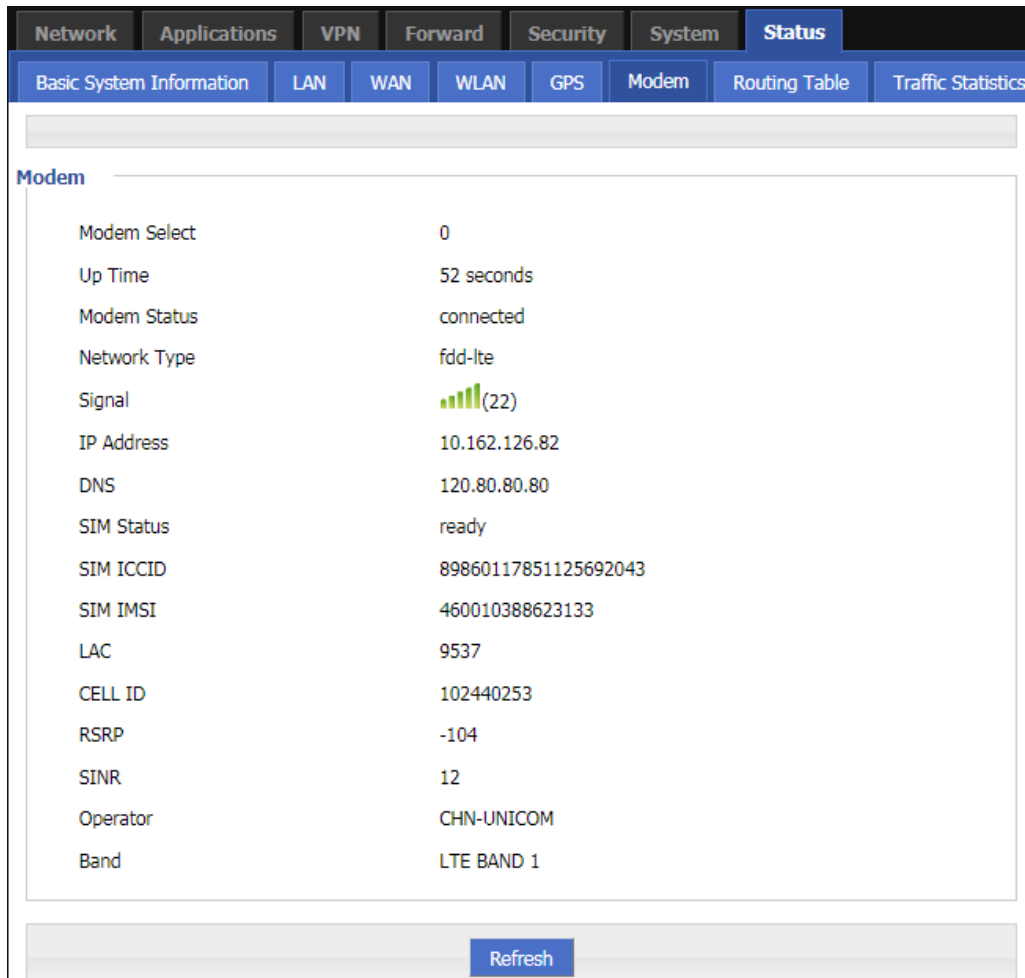 Network Applications VPN Forward Security System Status
Basic System Information LAN WAN WLAN GPS Modem Routing Table Traffic Statistics
Modem
Modem Select 0
Up Time 52 seconds
Modem Status connected
Network Type fdd-lte
Signal (22)
IP Address 10.162.126.82
DNS 120.80.80.80
SIM Status ready
SIM ICCID 89860117851125692043
SIM IMSI 460010388623133
LAC 9537
CELL ID 102440253
RSRP -104
SINR 12
Operator CHN-UNICOM
Band LTE BAND 1
Refresh